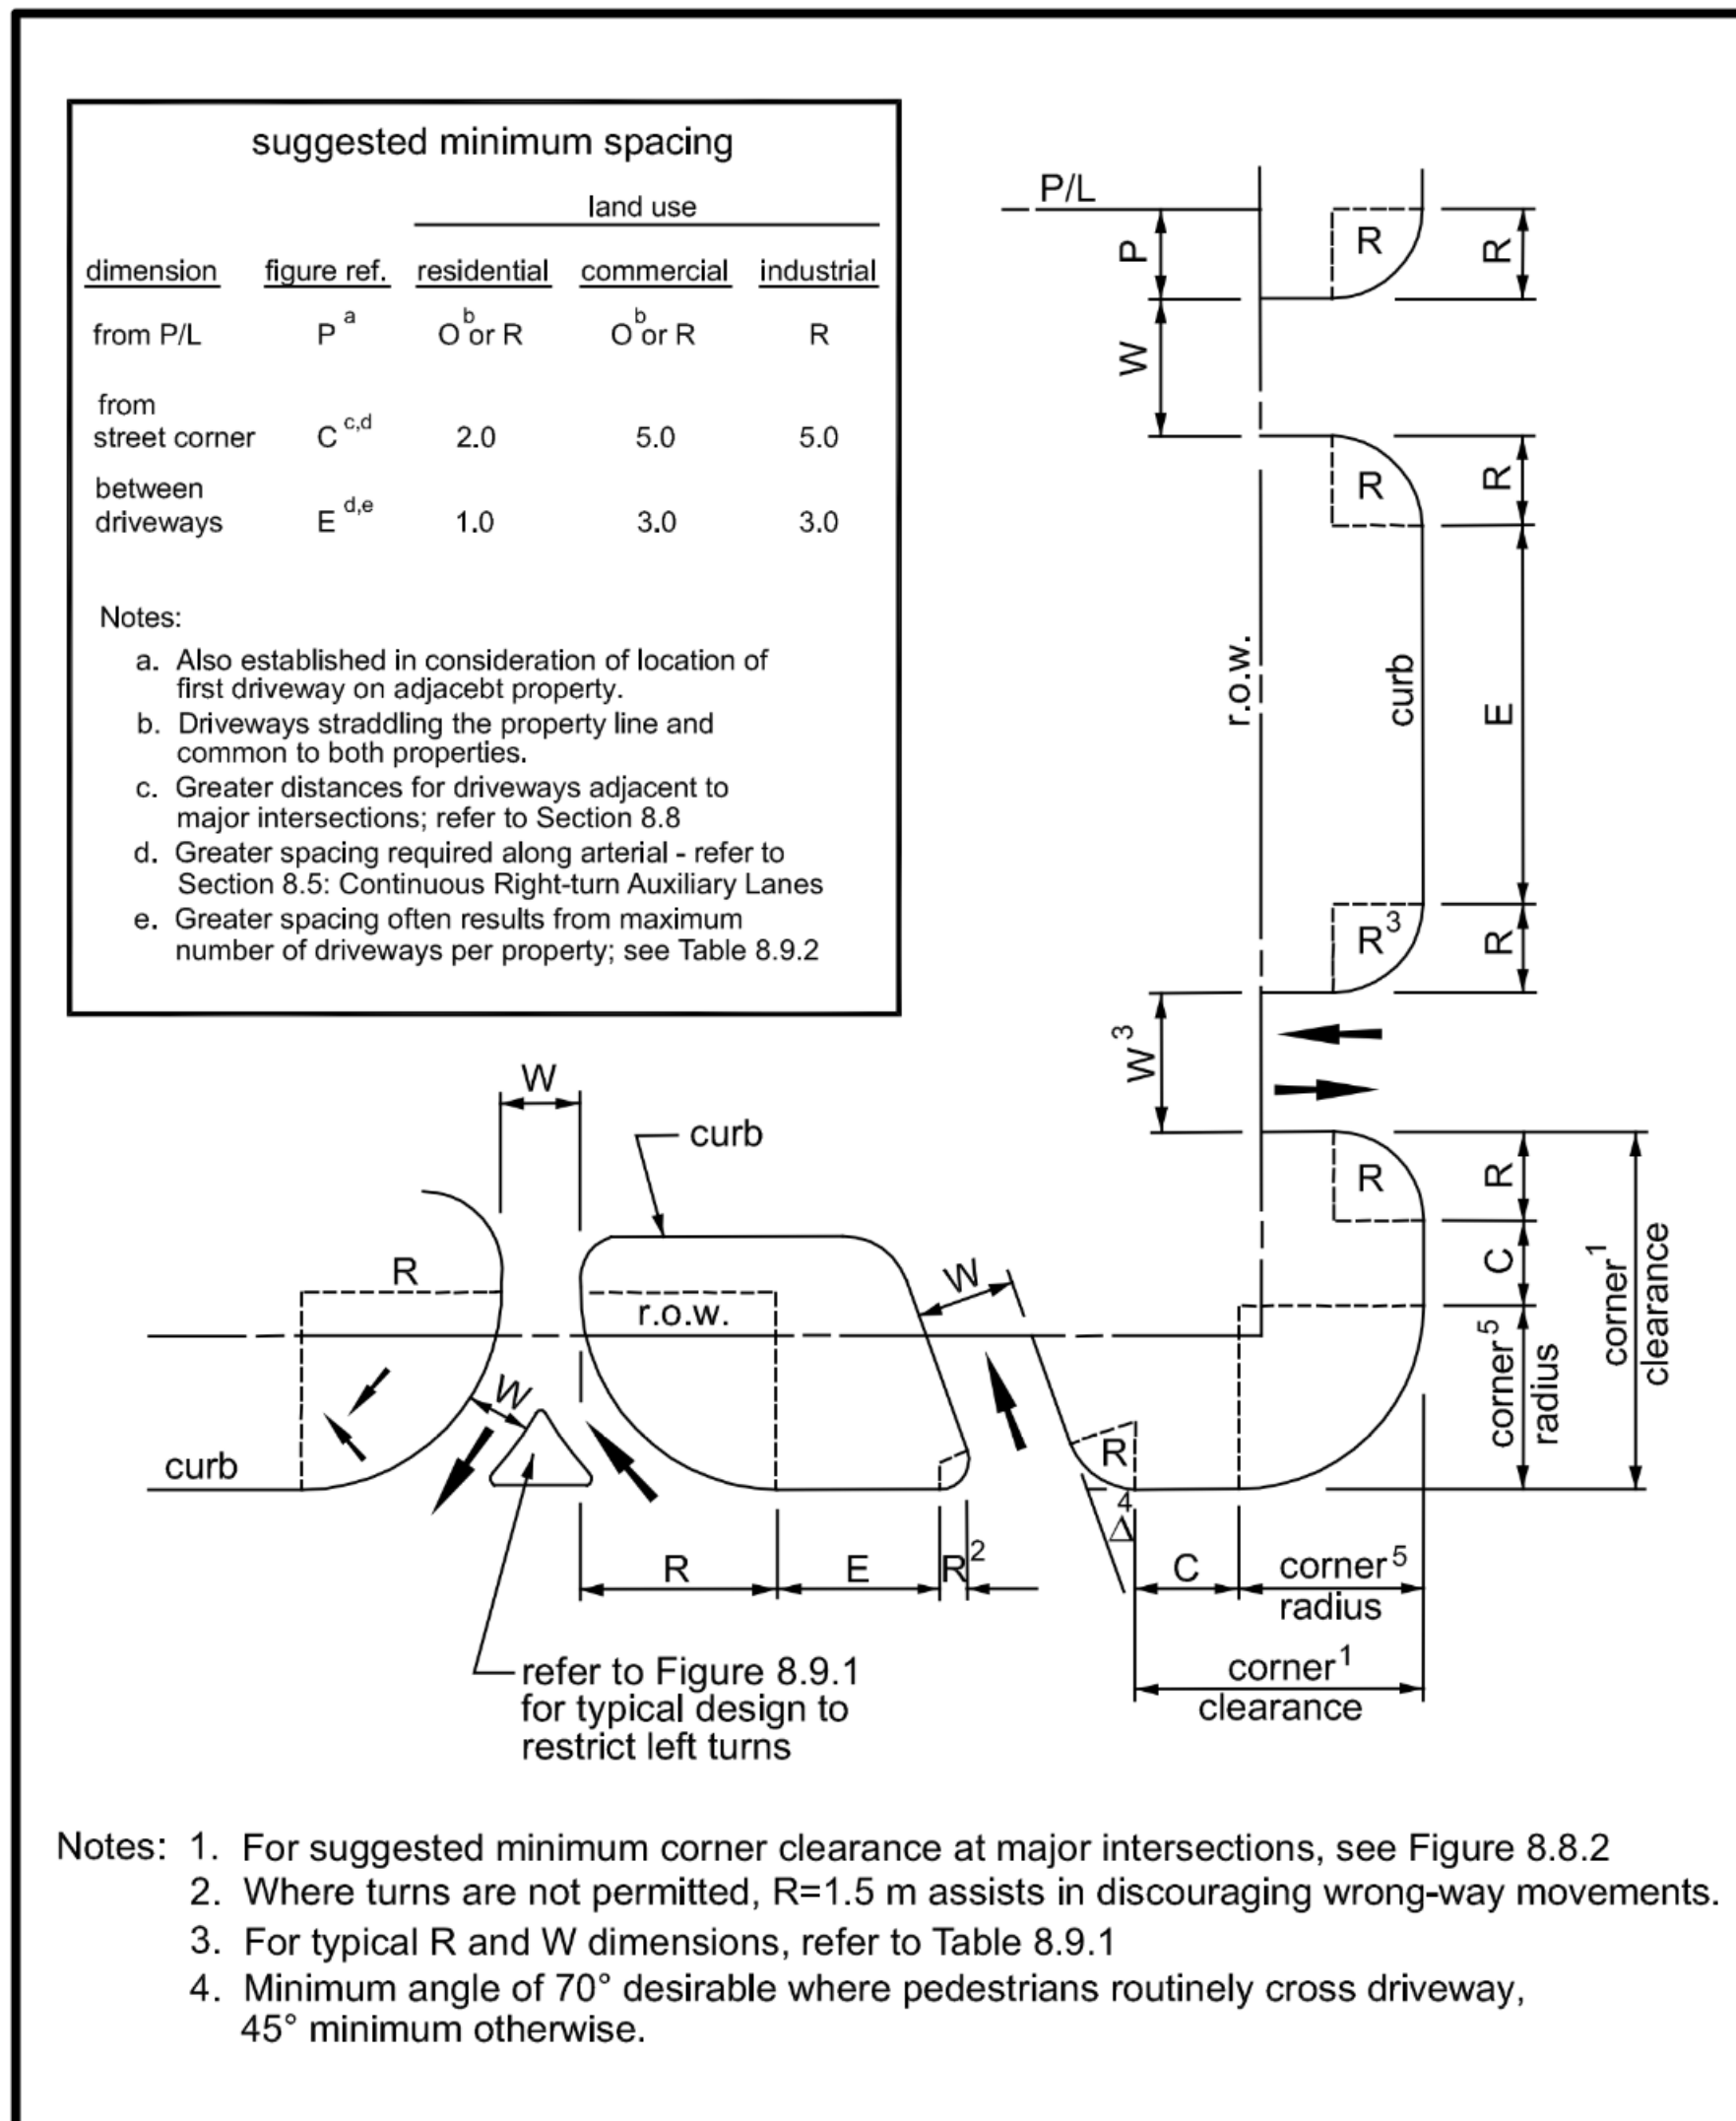 suggested minimum spacing
land use
dimension figure ref. residential commercial industrial
from P/L P a O b or R O b or R R
from
street corner C c,d 2.0 5.0 5.0
between
driveways E d,e 1.0 3.0 3.0
Notes:
a. Also established in consideration of location of
first driveway on adjacebt property.
b. Driveways straddling the property line and
common to both properties.
c. Greater distances for driveways adjacent to
major intersections; refer to Section 8.8
d. Greater spacing required along arterial - refer to
Section 8.5: Continuous Right-turn Auxiliary Lanes
e. Greater spacing often results from maximum
number of driveways per property; see Table 8.9.2
P/L
P
R
R
W
R
R
r.o.w.
curb
E
R3
R
W3
R
R
C
corner1
clearance
corner5
radius
W
curb
R
r.o.w.
W
W
curb
R
4
Δ
R
E
R2
C
corner5
radius
corner1
clearance
refer to Figure 8.9.1
for typical design to
restrict left turns
Notes: 1. For suggested minimum corner clearance at major intersections, see Figure 8.8.2
2. Where turns are not permitted, R=1.5 m assists in discouraging wrong-way movements.
3. For typical R and W dimensions, refer to Table 8.9.1
4. Minimum angle of 70° desirable where pedestrians routinely cross driveway,
45° minimum otherwise.